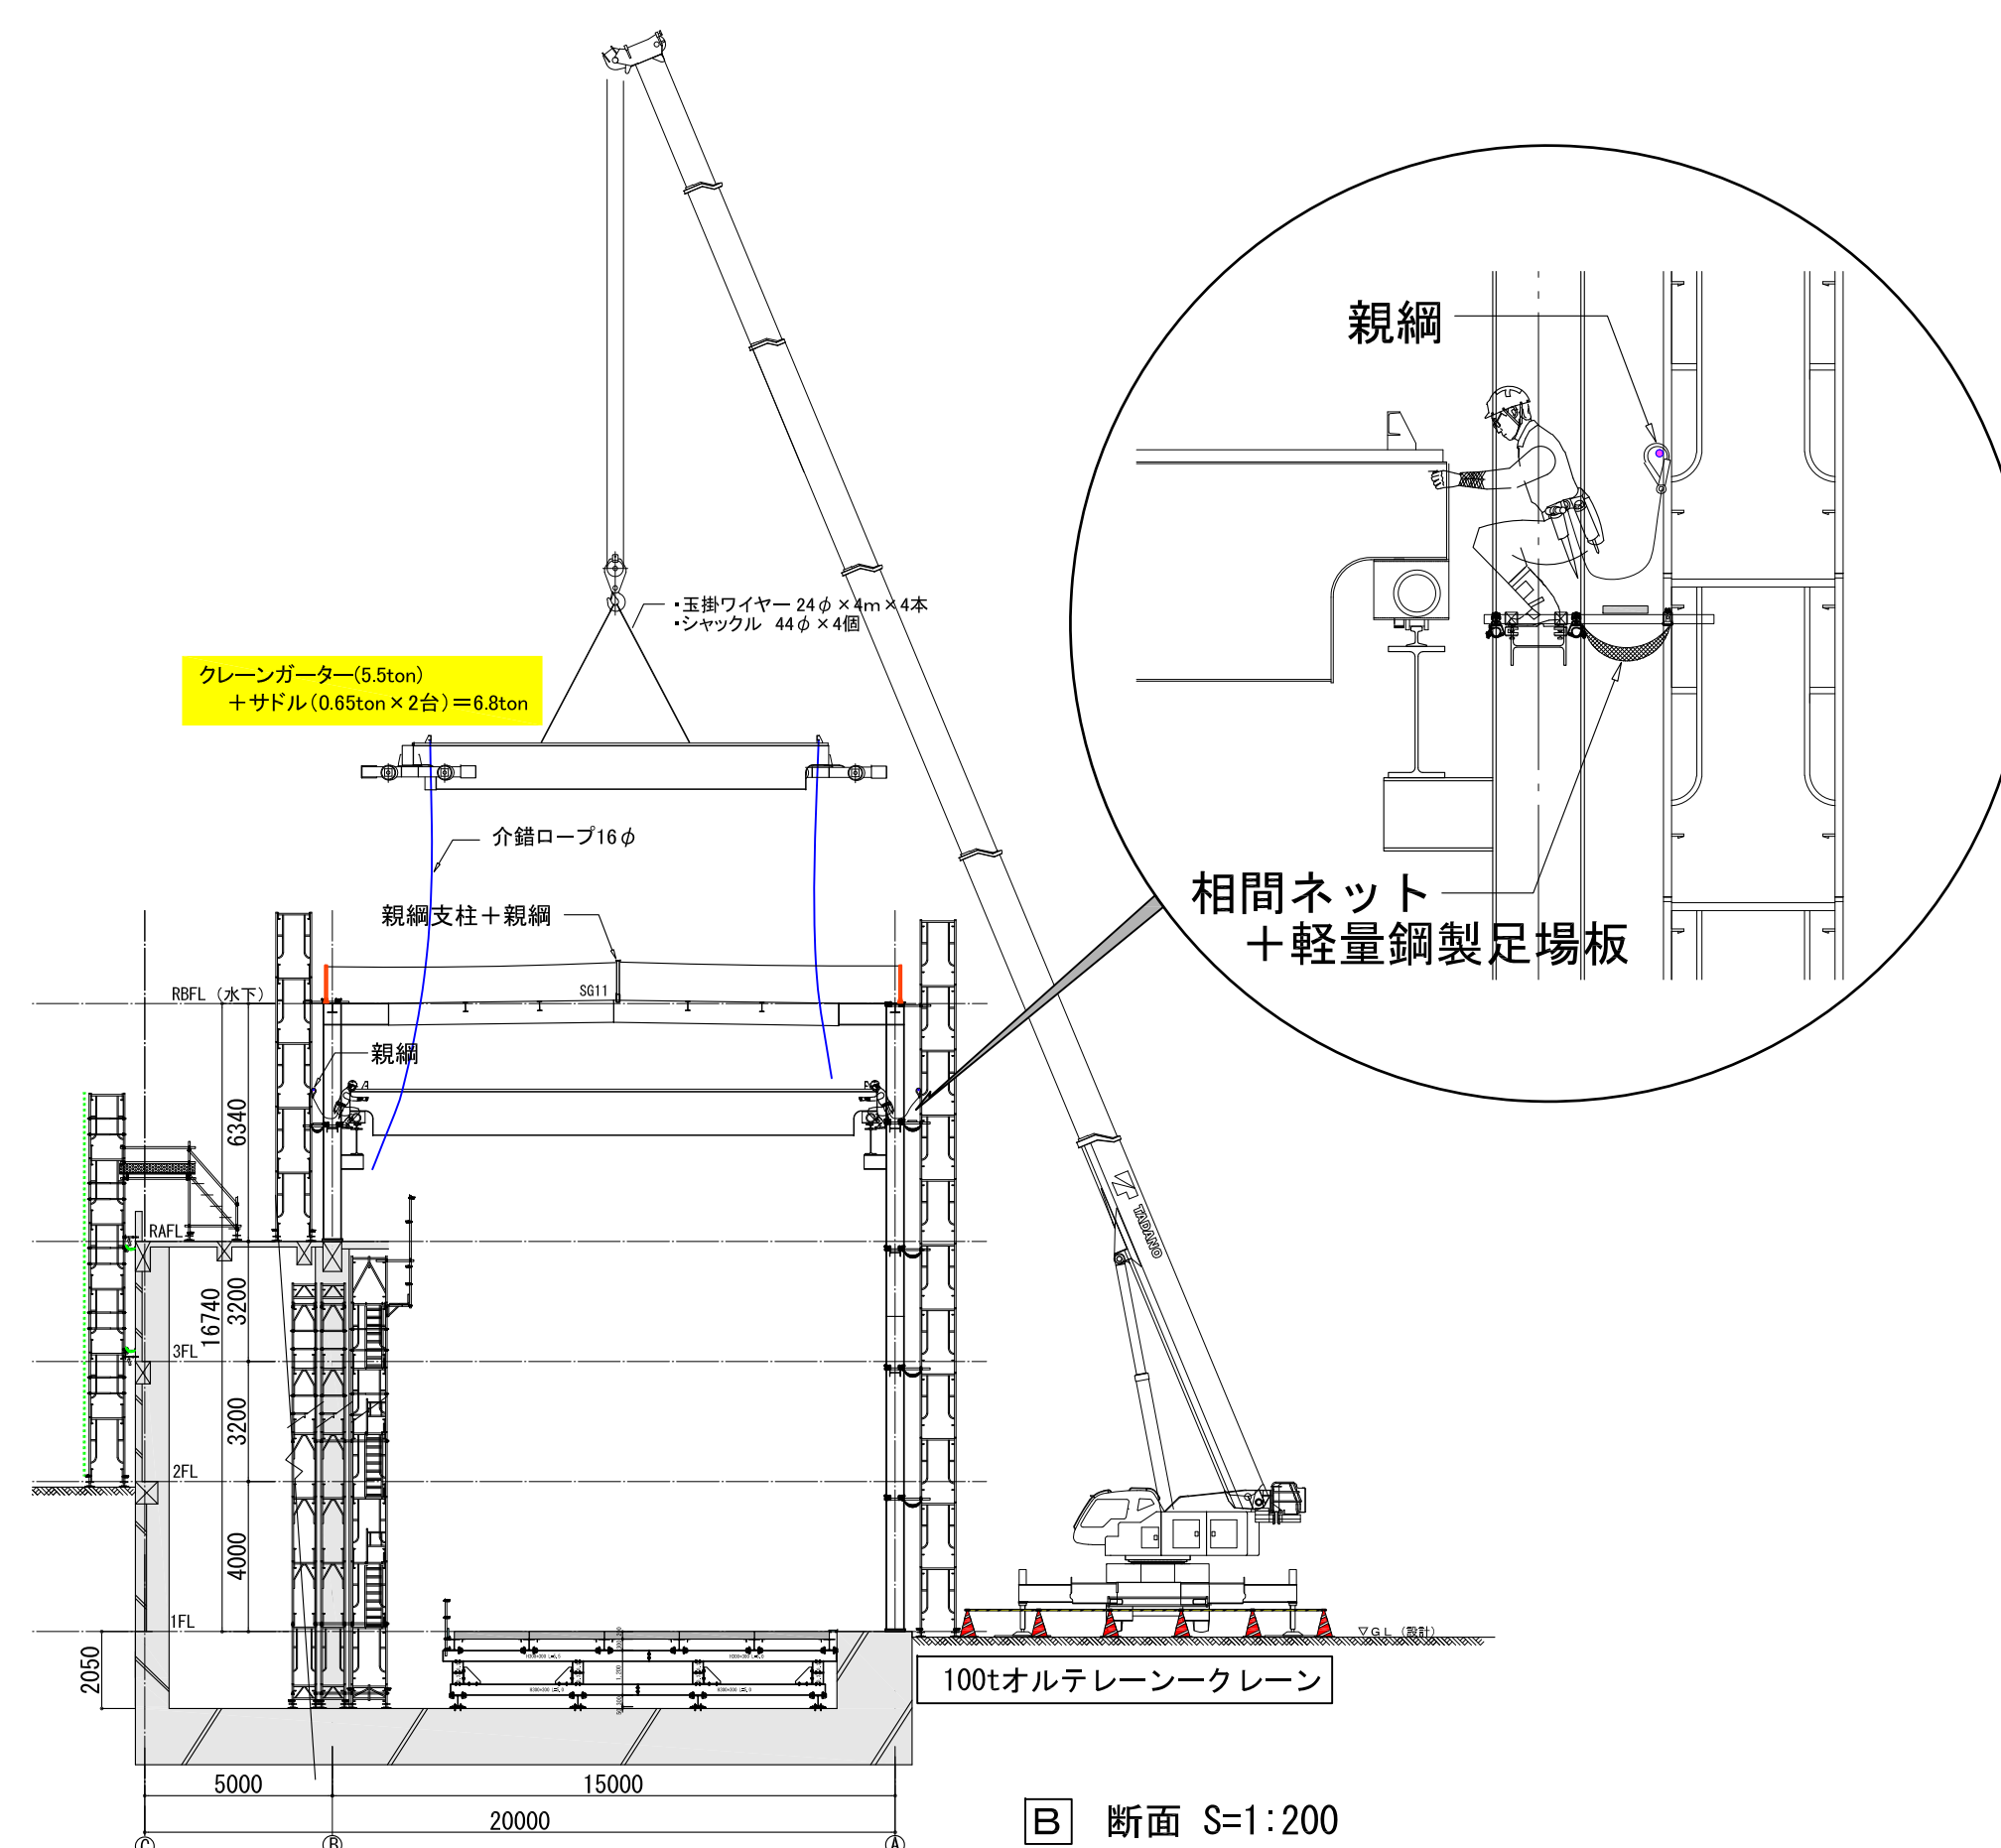 親綱
・玉掛ワイヤー 24φ×4m×4本
・シャックル 44φ×4個
クレーンガーター(5.5ton)
＋サドル(0.65ton×2台)＝6.8ton
介錯ロープ16φ
相間ネット
＋軽量鋼製足場板
親綱支柱＋親綱
RBFL (水下)
SG11
親綱
6340
TADANO
RAFL
16740
3200
3FL
3200
2FL
4000
1FL
▽GL (設計)
2050
100tオルテレーンークレーン
5000
15000
20000
B 断面 S=1:200
C
B
A